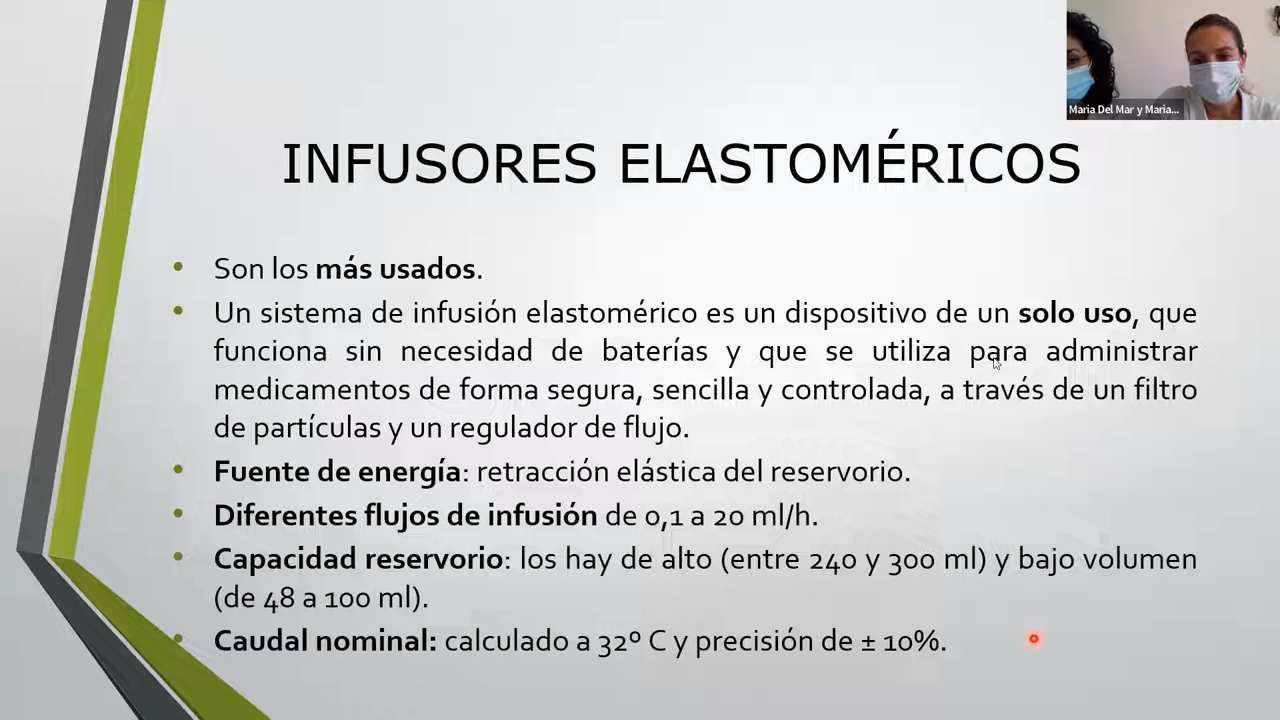 Maria Del Mar y Maria...
INFUSORES ELASTOMÉRICOS
• Son los más usados.
• Un sistema de infusión elastomérico es un dispositivo de un solo uso, que
funciona sin necesidad de baterías y que se utiliza para administrar
medicamentos de forma segura, sencilla y controlada, a través de un filtro
de partículas y un regulador de flujo.
• Fuente de energía: retracción elástica del reservorio.
• Diferentes flujos de infusión de 0,1 a 20 ml/h.
• Capacidad reservorio: los hay de alto (entre 240 y 300 ml) y bajo volumen
(de 48 a 100 ml).
• Caudal nominal: calculado a 32º C y precisión de ± 10%.